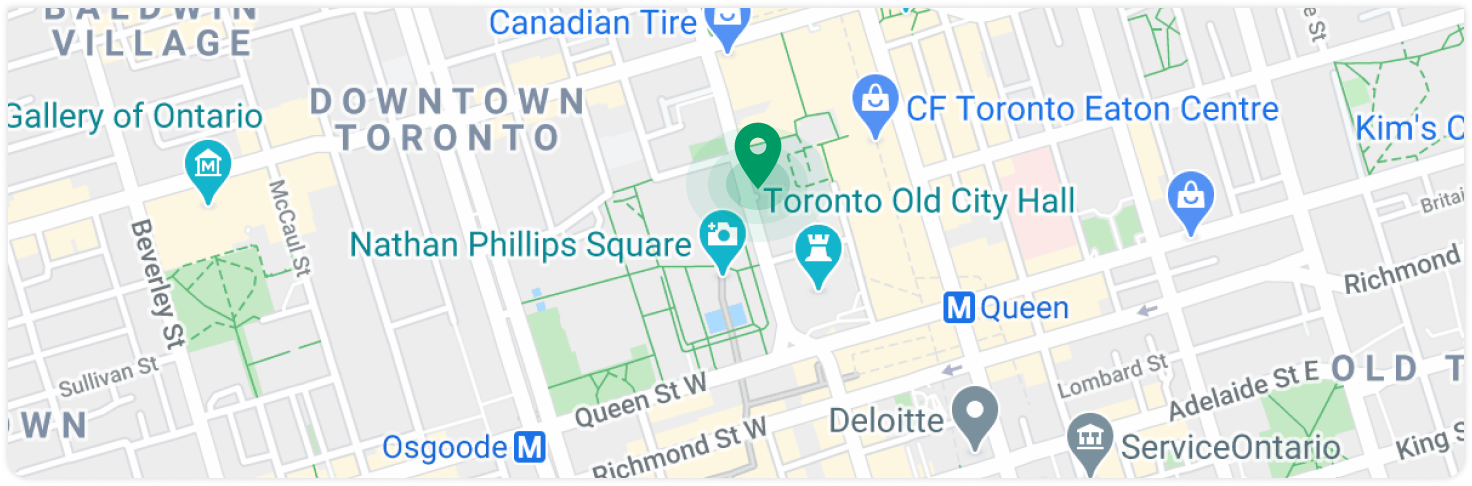 BALDWIN
VILLAGE
Canadian Tire
Gallery of Ontario
DOWNTOWN
TORONTO
CF Toronto Eaton Centre
Kim's C
McCaul St
Beverley St
Toronto Old City Hall
Nathan Phillips Square
Britai
Richmond
M Queen
Sullivan St
Queen St W
Lombard St
Adelaide St E
OLD T
OWN
Osgoode M
Richmond St W
Deloitte
ServiceOntario
King S